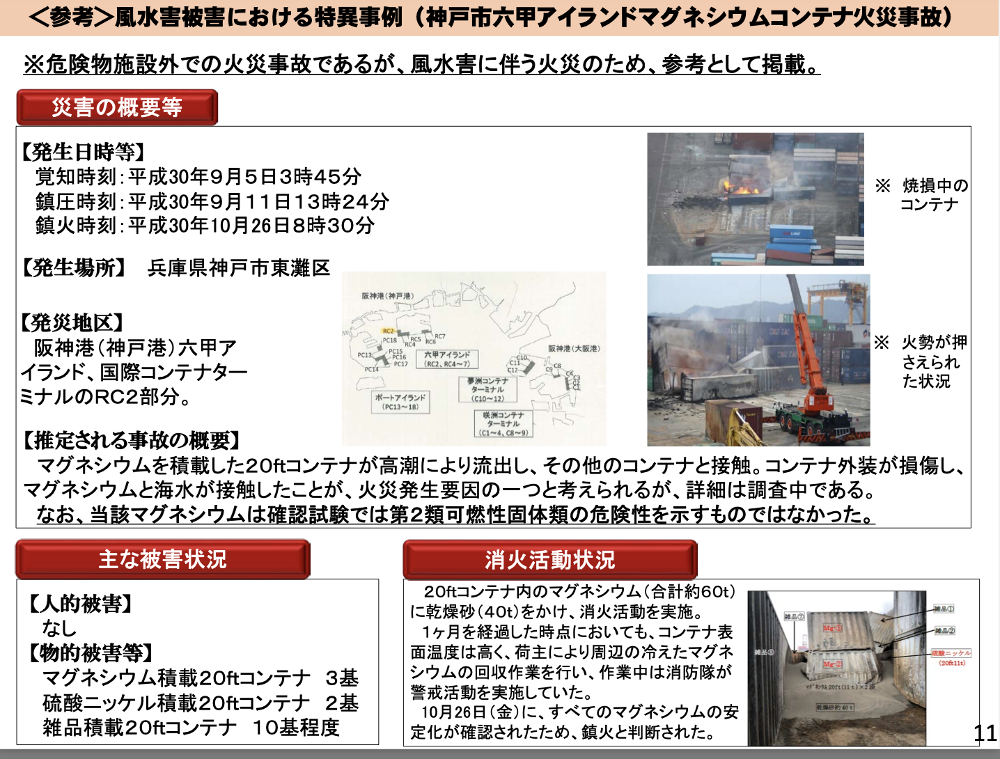 ＜参考＞風水害被害における特異事例（神戸市六甲アイランドマグネシウムコンテナ火災事故）
※危険物施設外での火災事故であるが、風水害に伴う火災のため、参考として掲載。
災害の概要等
【発生日時等】
覚知時刻：平成30年９月５日３時４５分
鎮圧時刻：平成30年９月１１日１３時２４分
鎮火時刻：平成30年10月26日８時３０分
【発生場所】　兵庫県神戸市東灘区
【発災地区】
阪神港（神戸港）六甲ア
イランド、国際コンテナター
ミナルのＲＣ２部分。
阪神港（神戸港）
RC2
PC18
RC4
RC5
RC6
RC7
PC13
PC15
PC16
PC17
PC14
六甲アイランド
（RC2、RC4～7）
ポートアイランド
（PC13～18）
阪神港（大阪港）
C10
C11
C12
C9
C8
C4
C3
C2
C1
夢洲コンテナ
ターミナル
（C10～12）
咲洲コンテナ
ターミナル
（C1～4、C8～9）
※　焼損中の
コンテナ
※　火勢が押
さえられ
た状況
【推定される事故の概要】
マグネシウムを積載した２０ftコンテナが高潮により流出し、その他のコンテナと接触。コンテナ外装が損傷し、
マグネシウムと海水が接触したことが、火災発生要因の一つと考えられるが、詳細は調査中である。
なお、当該マグネシウムは確認試験では第２類可燃性固体類の危険性を示すものではなかった。
主な被害状況
【人的被害】
なし
【物的被害等】
マグネシウム積載２０ftコンテナ　３基
硫酸ニッケル積載２０ftコンテナ　２基
雑品積載２０ftコンテナ　１０基程度
消火活動状況
２０ftコンテナ内のマグネシウム（合計約６０ｔ）
に乾燥砂（４０ｔ）をかけ、消火活動を実施。
１ヶ月を経過した時点においても、コンテナ表
面温度は高く、荷主により周辺の冷えたマグネ
シウムの回収作業を行い、作業中は消防隊が
警戒活動を実施していた。
10月26日（金）に、すべてのマグネシウムの安
定化が確認されたため、鎮火と判断された。
雑品⑦
雑品①
雑品②
Mg-①
雑品⑧
硫酸ニッケル
（20ft11t）
Mg-②
マグネシウム20ft（11ｔ）×２段
乾燥砂約40ｔ
11